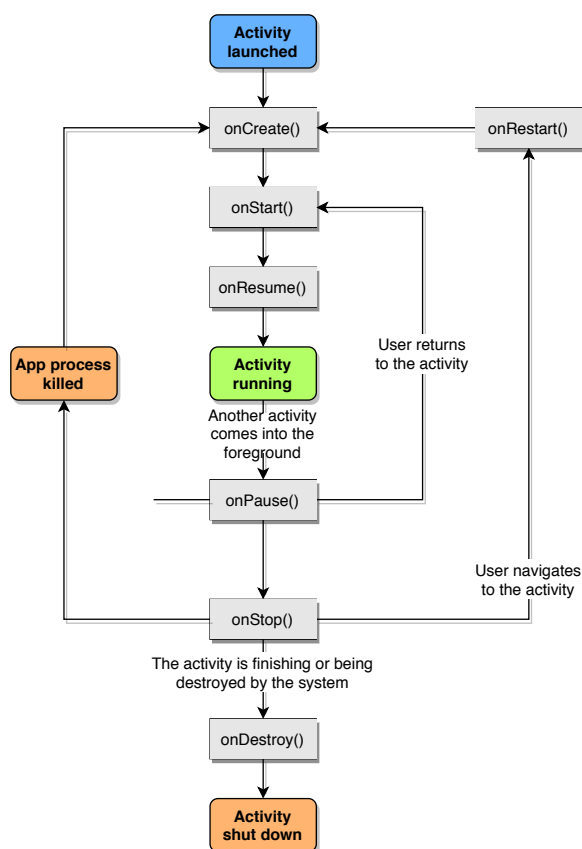 Activity
launched
onCreate()
onRestart()
onStart()
onResume()
User returns
to the activity
App process
killed
Activity
running
Another activity
comes into the
foreground
onPause()
User navigates
to the activity
onStop()
The activity is finishing or being
destroyed by the system
onDestroy()
Activity
shut down